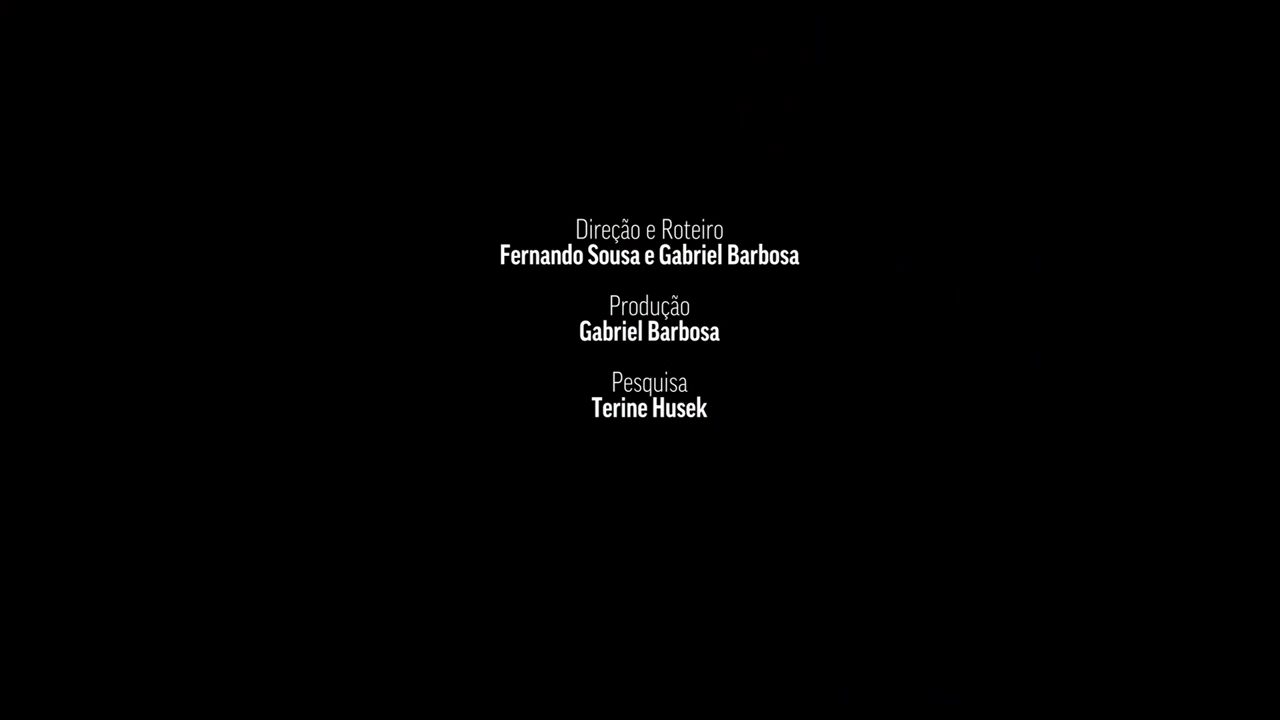 Direção e Roteiro
Fernando Sousa e Gabriel Barbosa
Produção
Gabriel Barbosa
Pesquisa
Terine Husek